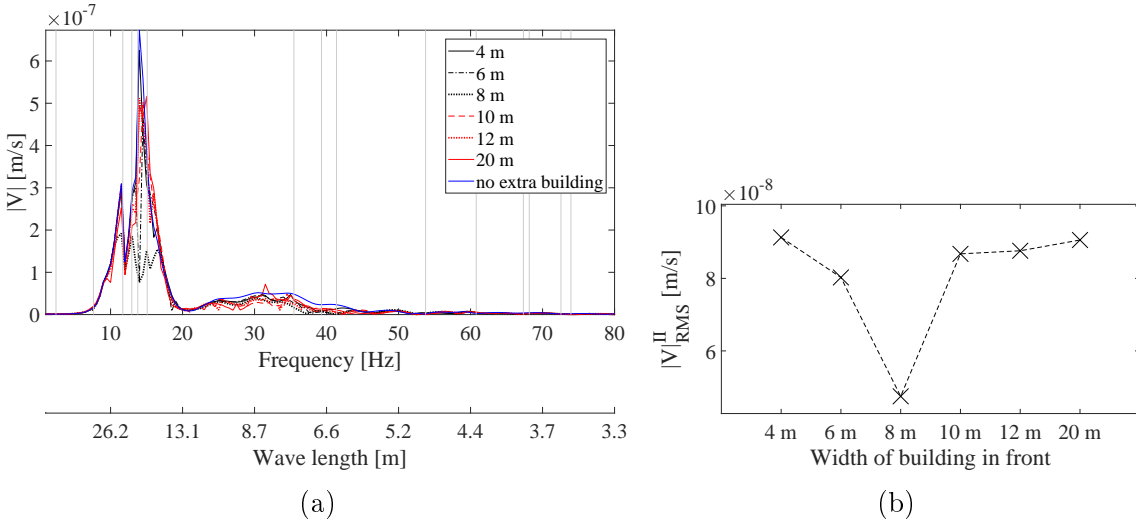 ×10⁻⁷
6
5
4
3
2
1
0
|V| [m/s]
4 m
6 m
8 m
10 m
12 m
20 m
no extra building
10 20 30 40 50 60 70 80
Frequency [Hz]
26.2 13.1 8.7 6.6 5.2 4.4 3.7 3.3
Wave length [m]
(a)
×10⁻⁸
10
8
6
|V|ᴵᴵRMS [m/s]
4 m 6 m 8 m 10 m 12 m 20 m
Width of building in front
(b)